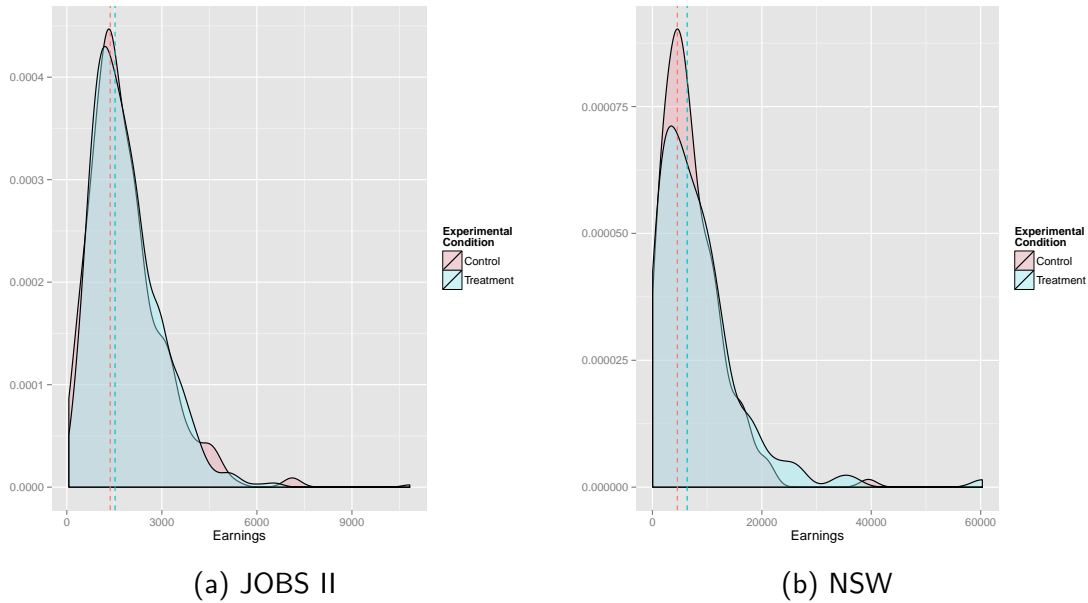 0.0004
0.0003
0.0002
0.0001
0.0000
0
3000
6000
9000
Earnings
Experimental
Condition
Control
Treatment
(a) JOBS II
0.000075
0.000050
0.000025
0.000000
0
20000
40000
60000
Earnings
Experimental
Condition
Control
Treatment
(b) NSW